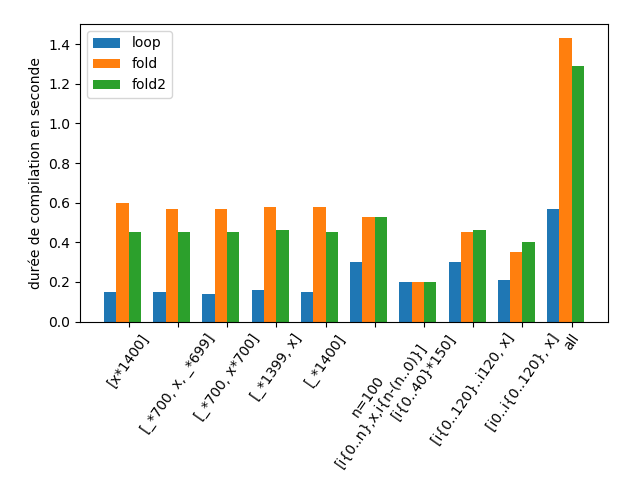 durée de compilation en seconde
1.4
1.2
1.0
0.8
0.6
0.4
0.2
0.0
loop
fold
fold2
[x*1400]
[_*700, x, _*699]
[_*700, x*700]
[_*1399, x]
[_*1400]
n=100
[i{0..n},x,i{n-(n..0)}]
[i{0..40}*150]
[i{0..120}..i120, x]
[i0..i{0..120}, x]
all